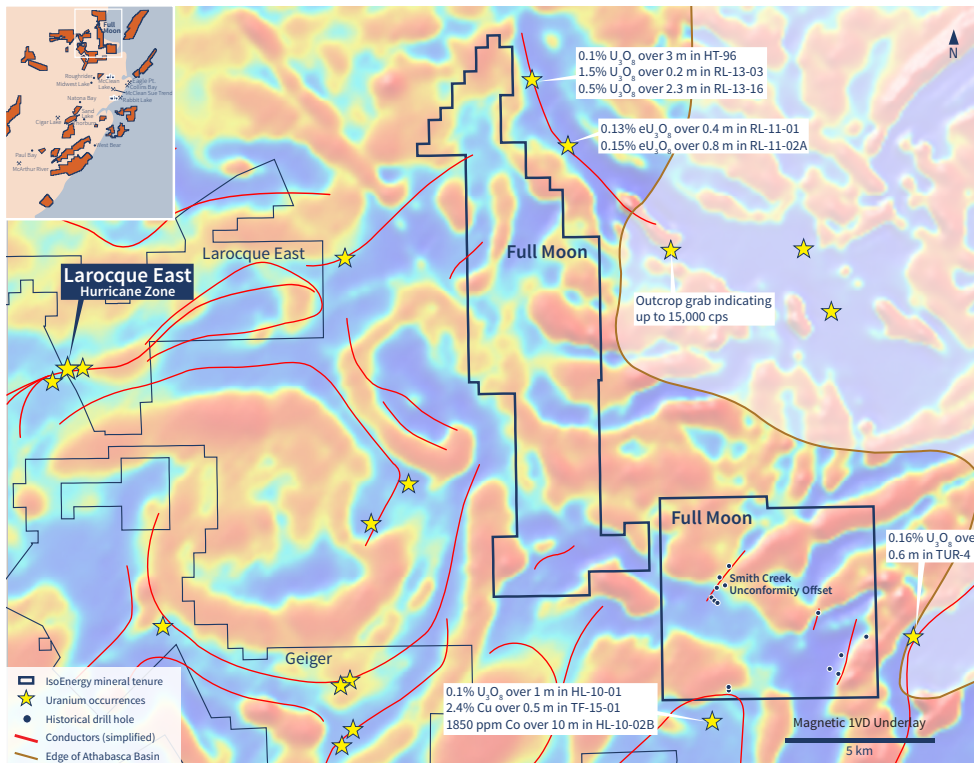 Full
Moon
Roughrider
Midwest Lake
McClean
Lake
Eagle Pt.
Collins Bay
McClean Sue Trend
Rabbit Lake
Natona Bay
Cigar Lake
Sand
Lake
West Bear
Paul Bay
McArthur River
N
0.1% U3O8 over 3 m in HT-96
1.5% U3O8 over 0.2 m in RL-13-03
0.5% U3O8 over 2.3 m in RL-13-16
0.13% eU3O8 over 0.4 m in RL-11-01
0.15% eU3O8 over 0.8 m in RL-11-02A
Larocque East
Full Moon
Larocque East
Hurricane Zone
Outcrop grab indicating
up to 15,000 cps
Full Moon
0.16% U3O8 ove
0.6 m in TUR-4
Smith Creek
Unconformity Offset
Geiger
0.1% U3O8 over 1 m in HL-10-01
2.4% Cu over 0.5 m in TF-15-01
1850 ppm Co over 10 m in HL-10-02B
IsoEnergy mineral tenure
Uranium occurrences
Historical drill hole
Conductors (simplified)
Edge of Athabasca Basin
Magnetic 1VD Underlay
5 km